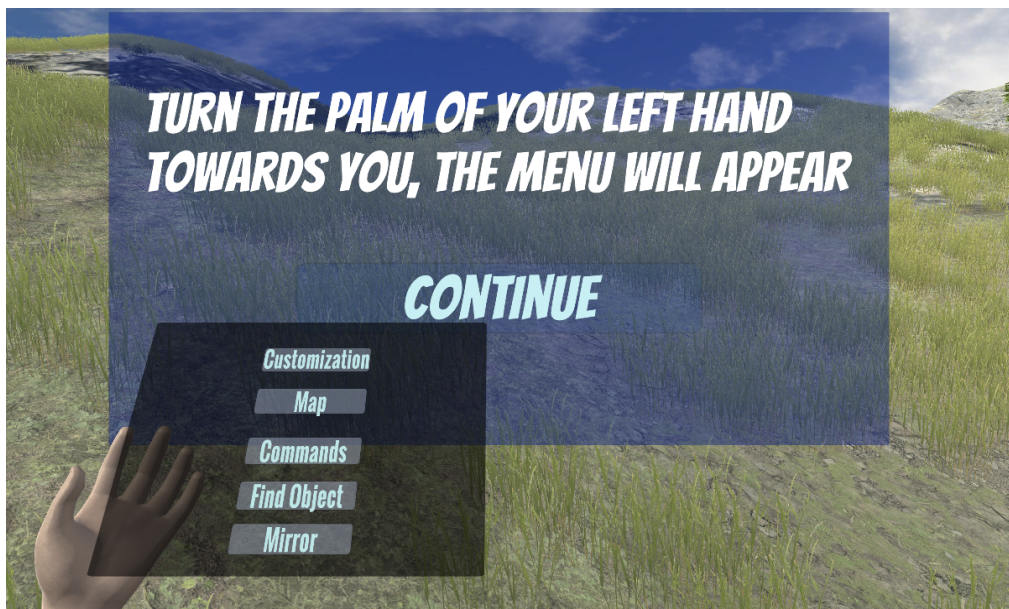 TURN THE PALM OF YOUR LEFT HAND
TOWARDS YOU, THE MENU WILL APPEAR
CONTINUE
Customization
Map
Commands
Find Object
Mirror